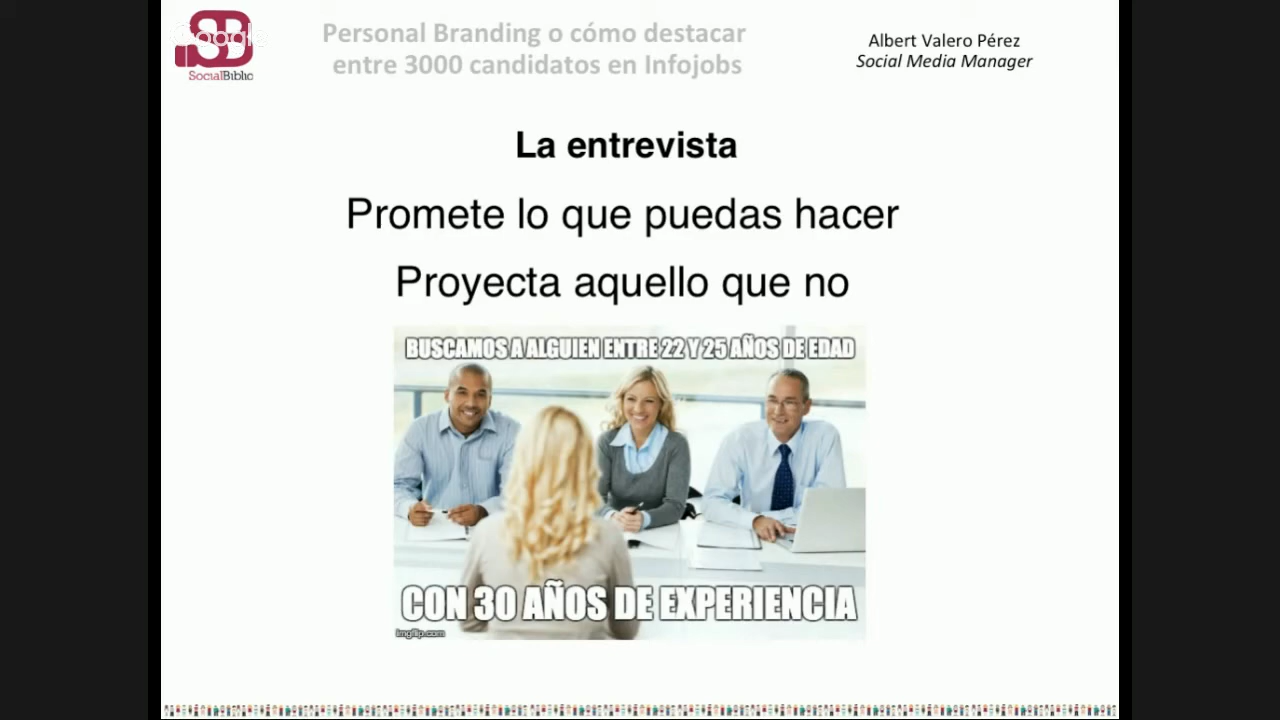 Google
SB
SocialBiblio
Personal Branding o cómo destacar
entre 3000 candidatos en Infojobs
Albert Valero Pérez
Social Media Manager
La entrevista
Promete lo que puedas hacer
Proyecta aquello que no
BUSCAMOS A ALGUIEN ENTRE 22 Y 25 AÑOS DE EDAD
CON 30 AÑOS DE EXPERIENCIA
imgflip.com